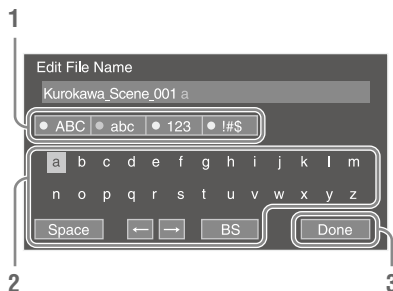 1
Edit File Name
Kurokawa_Scene_001 a
ABC abc 123 !#$
a b c d e f g h i j k l m
n o p q r s t u v w x y z
Space ← → BS Done
2 3